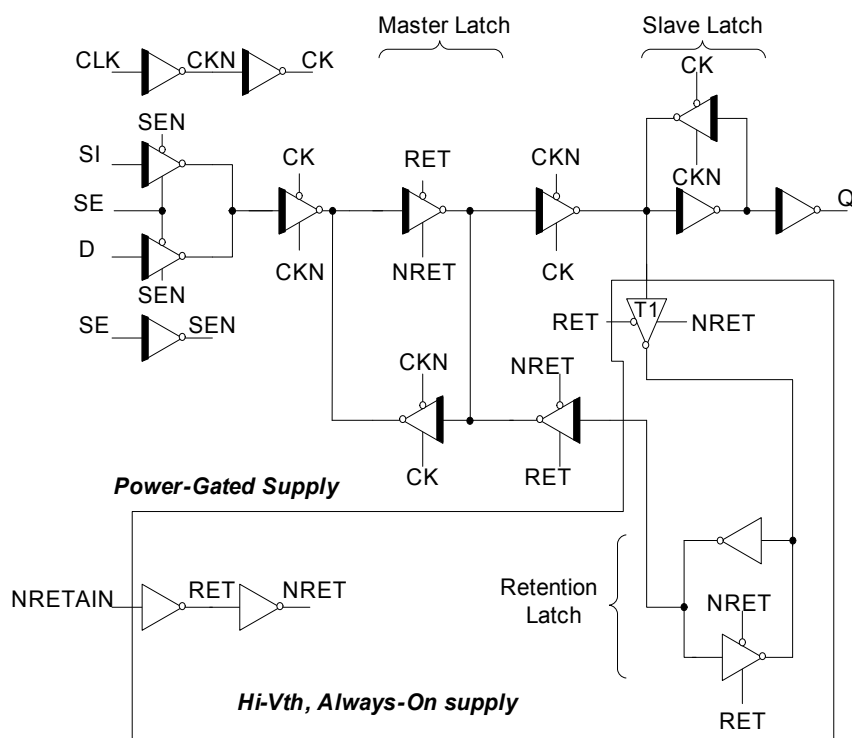 Master Latch
Slave Latch
CLK
CKN
CK
CK
SEN
SI
CK
RET
CKN
CKN
SE
Q
D
CKN
NRET
CK
SEN
T1
RET
NRET
SE
SEN
CKN
NRET
CK
RET
Power-Gated Supply
Retention
Latch
NRETAIN
RET
NRET
NRET
Hi-Vth, Always-On supply
RET